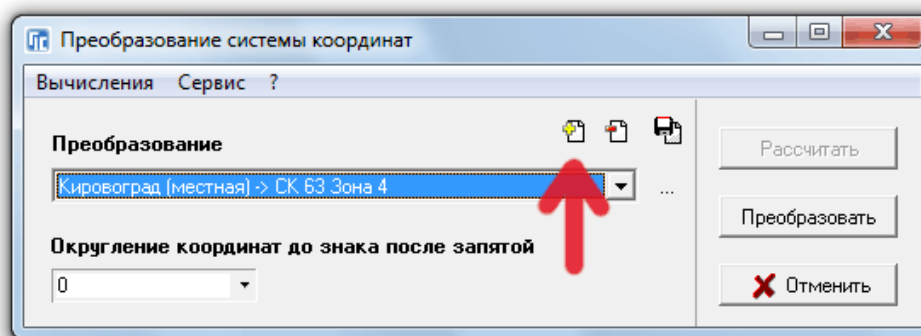 Преобразование системы координат
Вычисления Сервис ?
Преобразование
Рассчитать
Кировоград (местная) -> СК 63 Зона 4
...
Преобразовать
Округление координат до знака после запятой
0
Отменить